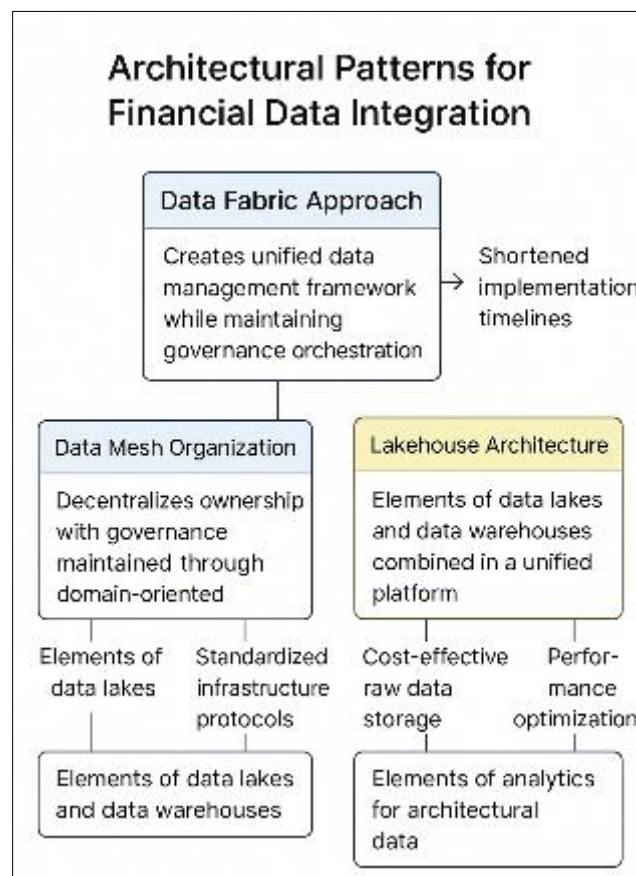 Architectural Patterns for
Financial Data Integration
Data Fabric Approach
Creates unified data
management framework
while maintaining
governance orchestration
Shortened
implementation
timelines
Data Mesh Organization
Decentralizes ownership
with governance
maintained through
domain-oriented
Lakehouse Architecture
Elements of data lakes
and data warehouses
combined in a unified
platform
Elements of
data lakes
Standardized
infrastructure
protocols
Cost-effective
raw data
storage
Perfor-
mance
optimization
Elements of data lakes
and data warehouses
Elements of analytics
for architectural
data